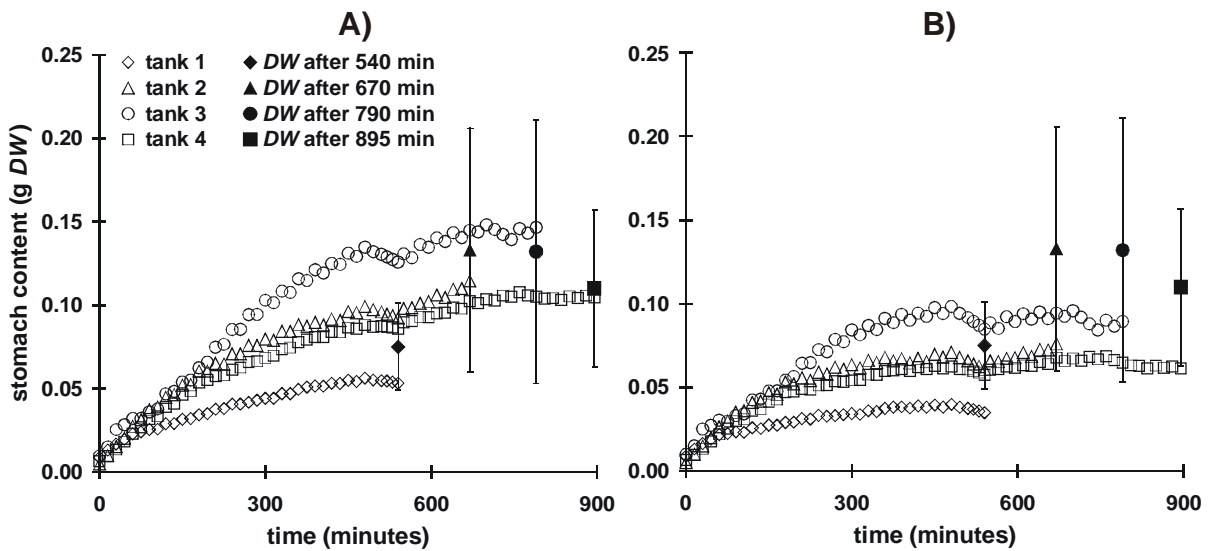 A)
stomach content (g DW)
0.25
0.20
0.15
0.10
0.05
0.00
tank 1
tank 2
tank 3
tank 4
DW after 540 min
DW after 670 min
DW after 790 min
DW after 895 min
0 300 600 900
time (minutes)
B)
0.25
0.20
0.15
0.10
0.05
0.00
0 300 600 900
time (minutes)